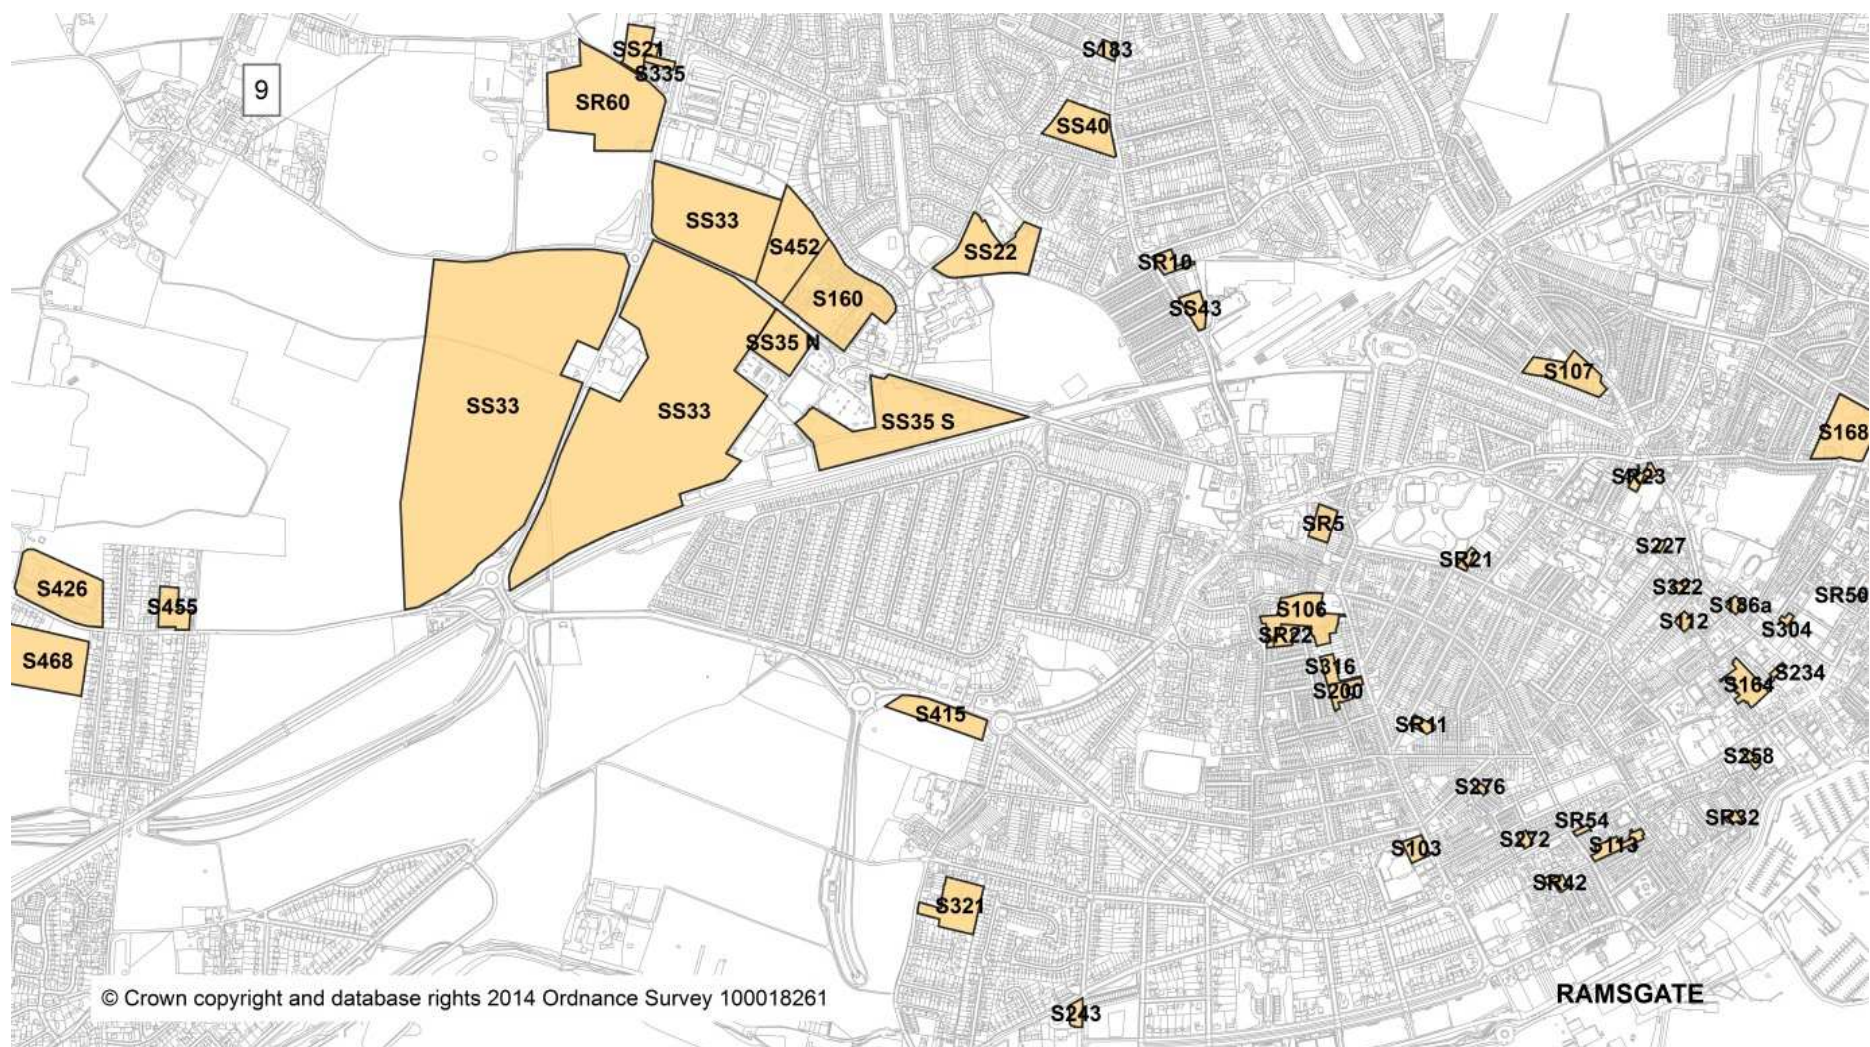 SS21
S183
S335
9
SR60
SS40
SS33
S452
SS22
SR10
S160
SS43
SS35 N
S107
SS33
SS33
SS35 S
S168
SR23
SR5
S227
SR21
S426
S322
SR50
S455
S106
S186a
S112
S304
SR22
S468
S316
S234
S200
S164
S415
SR11
S258
S276
SR54
SR32
S272
S113
S103
SR42
S321
RAMSGATE
© Crown copyright and database rights 2014 Ordnance Survey 100018261
S243